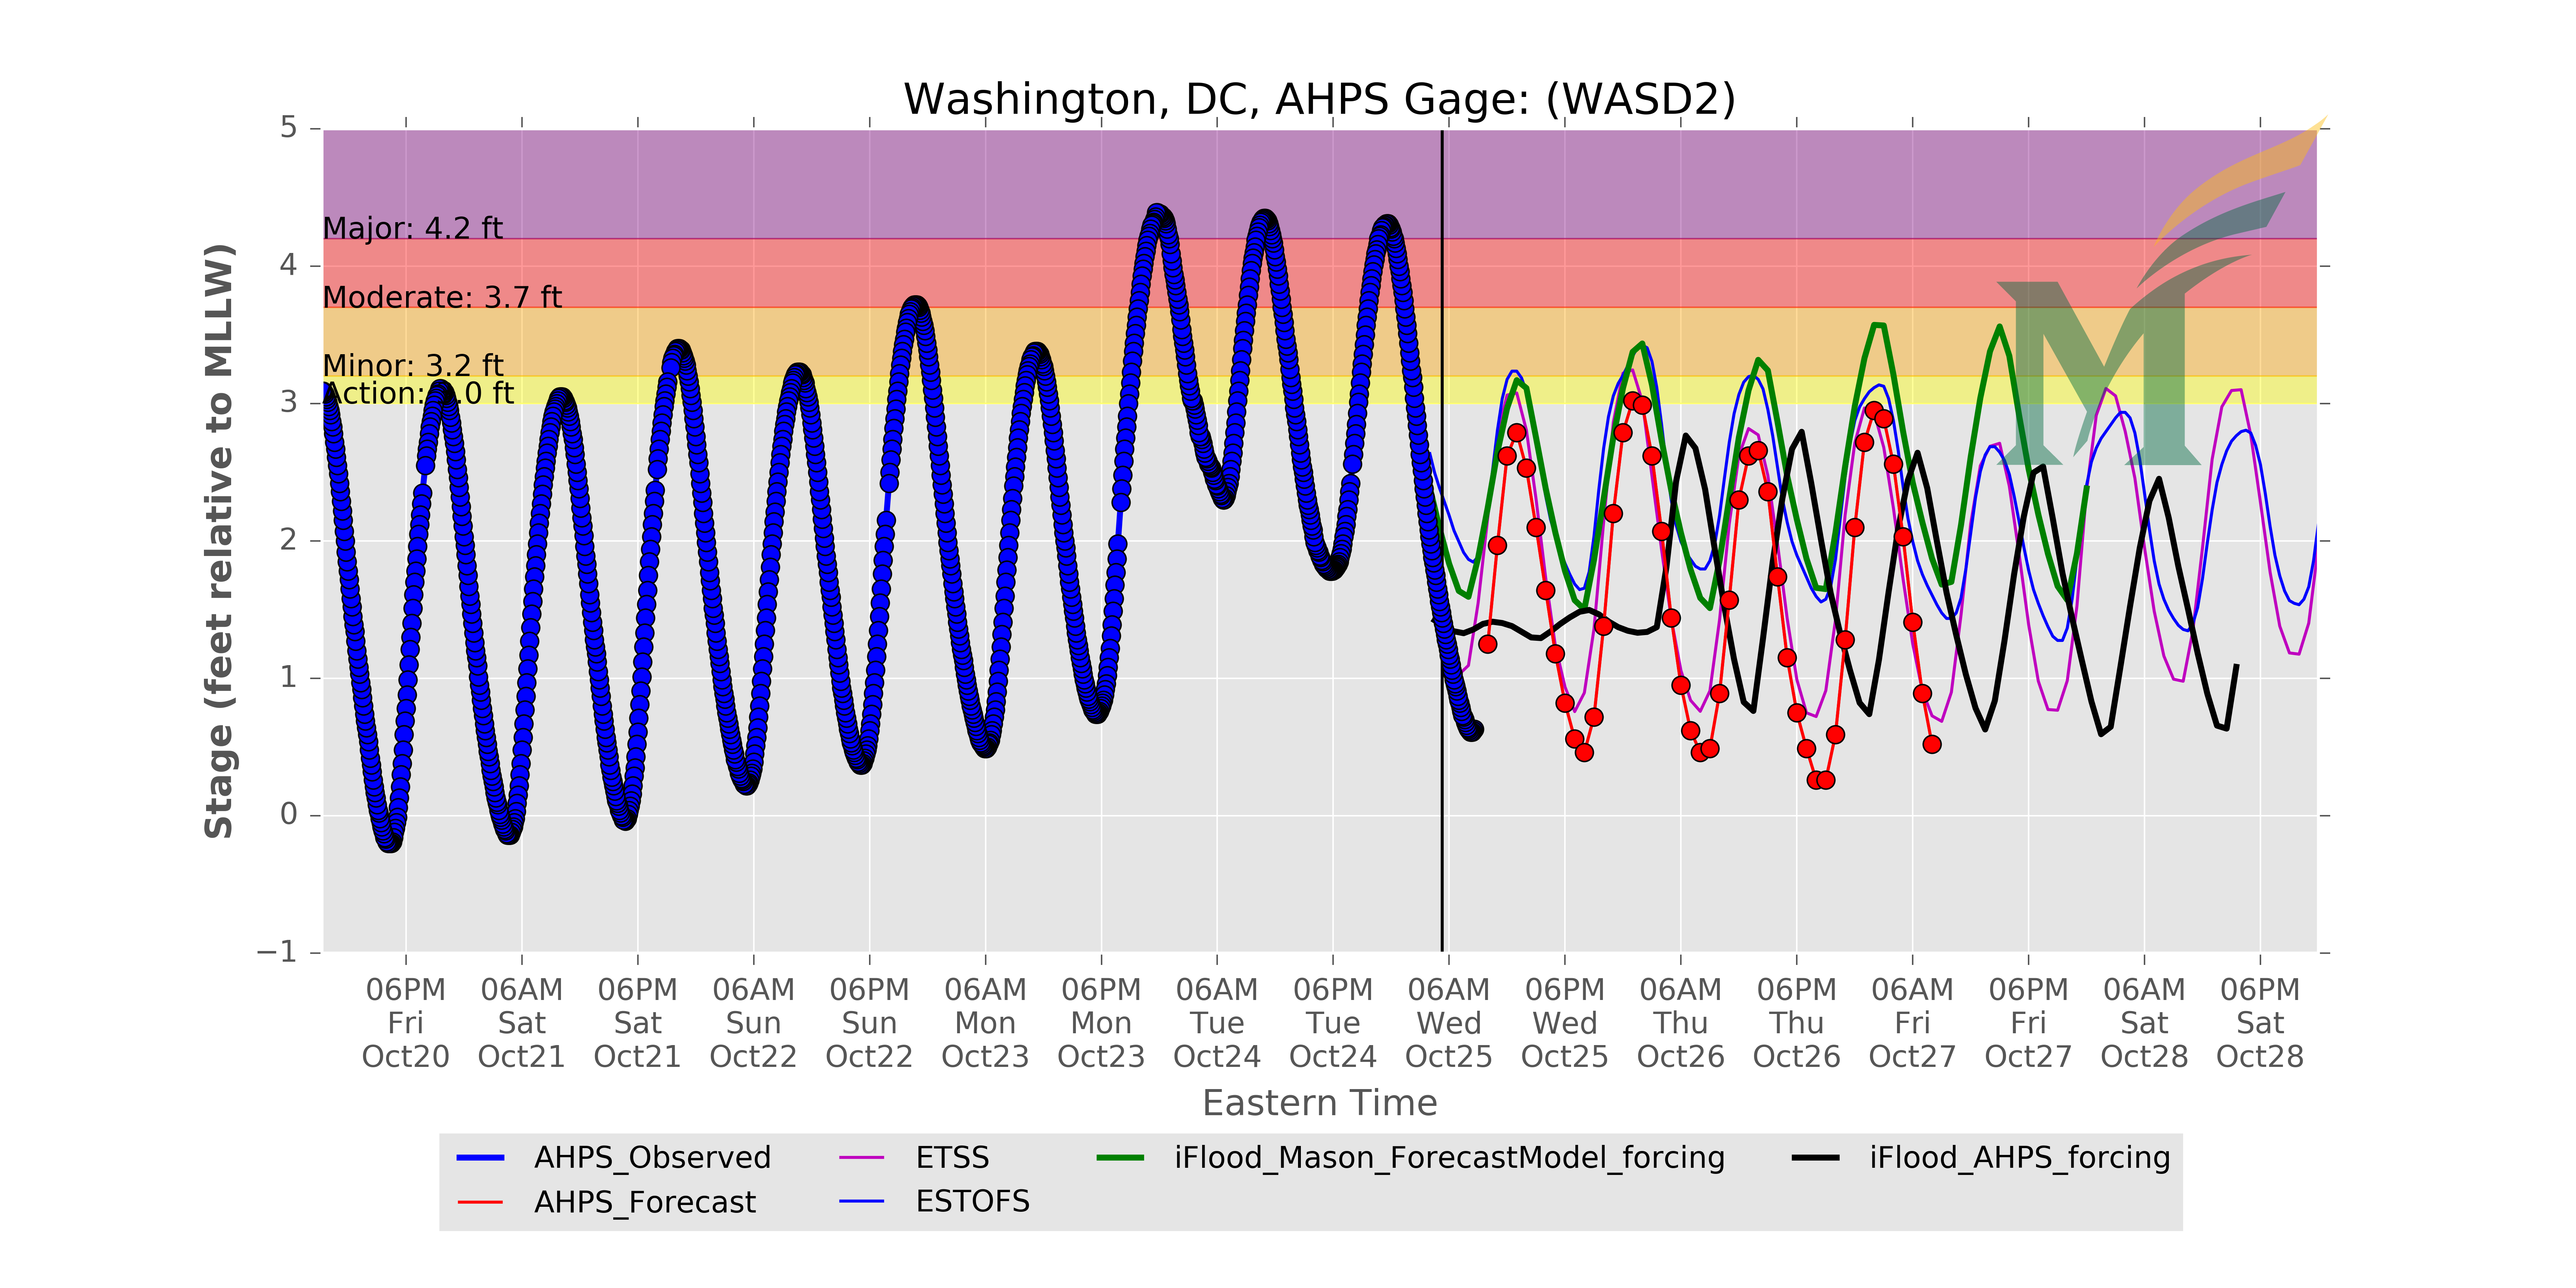 Washington, DC, AHPS Gage: (WASD2)
Stage (feet relative to MLLW)
5
4
3
2
1
0
−1
Major: 4.2 ft
Moderate: 3.7 ft
Minor: 3.2 ft
Action: .0 ft
06PM 06AM 06PM 06AM 06PM 06AM 06PM 06AM 06PM 06AM 06PM 06AM 06PM 06AM 06PM 06AM 06PM
Fri Sat Sat Sun Sun Mon Mon Tue Tue Wed Wed Thu Thu Fri Fri Sat Sat
Oct20 Oct21 Oct21 Oct22 Oct22 Oct23 Oct23 Oct24 Oct24 Oct25 Oct25 Oct26 Oct26 Oct27 Oct27 Oct28 Oct28
Eastern Time
AHPS_Observed ETSS iFlood_Mason_ForecastModel_forcing iFlood_AHPS_forcing
AHPS_Forecast ESTOFS